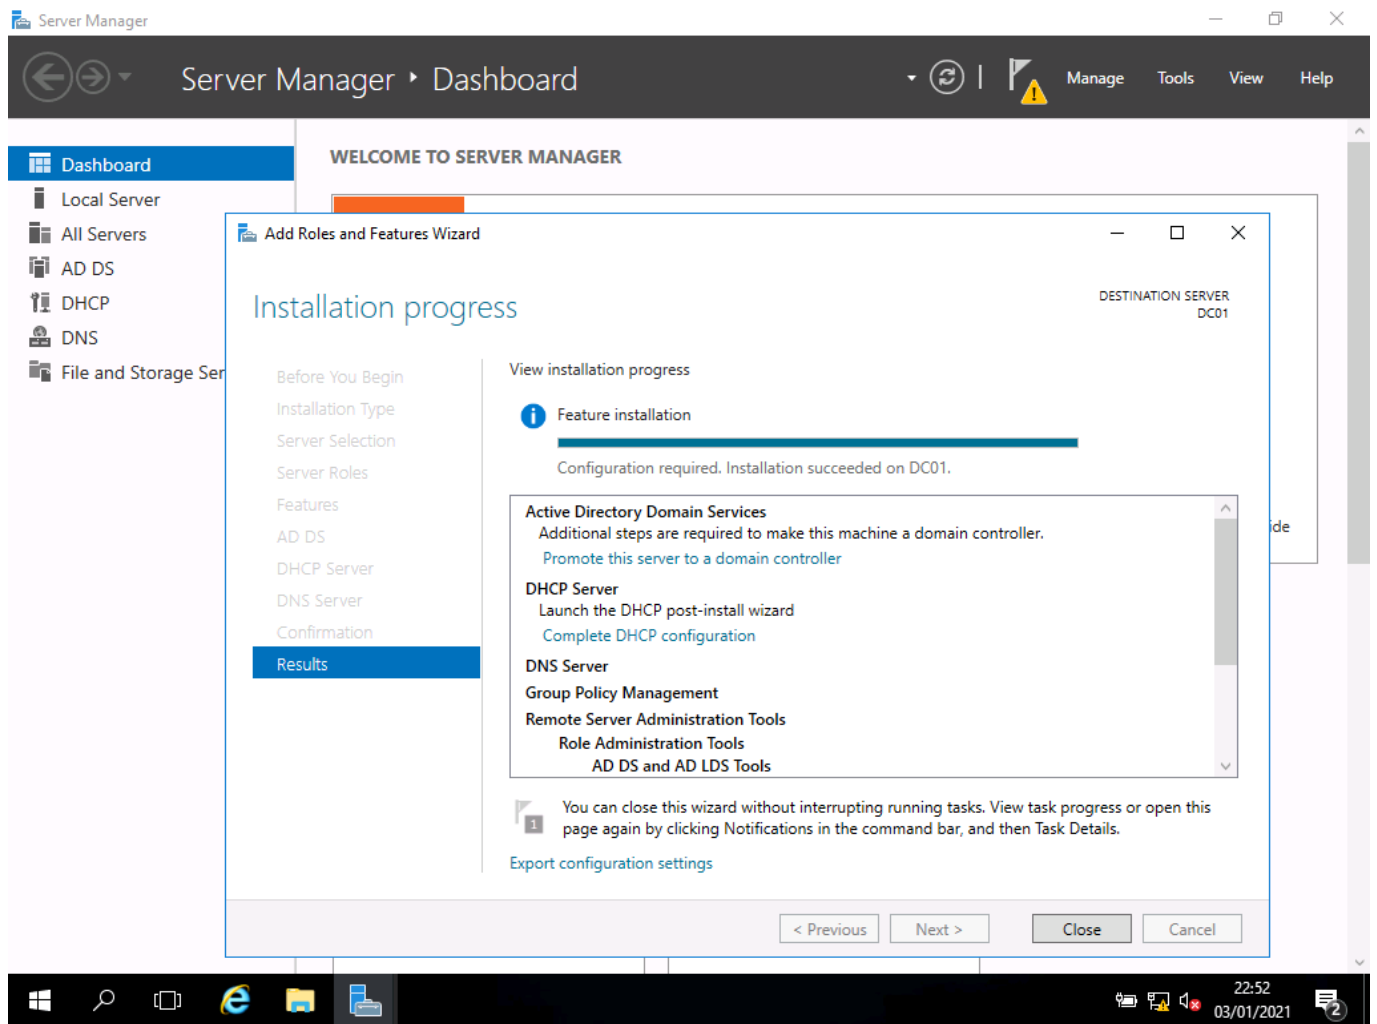 Server Manager
Server Manager ‣ Dashboard
Manage Tools View Help
Dashboard
Local Server
All Servers
AD DS
DHCP
DNS
File and Storage Ser
WELCOME TO SERVER MANAGER
Add Roles and Features Wizard
Installation progress
DESTINATION SERVER
DC01
Before You Begin
Installation Type
Server Selection
Server Roles
Features
AD DS
DHCP Server
DNS Server
Confirmation
Results
View installation progress
Feature installation
Configuration required. Installation succeeded on DC01.
Active Directory Domain Services
Additional steps are required to make this machine a domain controller.
Promote this server to a domain controller
DHCP Server
Launch the DHCP post-install wizard
Complete DHCP configuration
DNS Server
Group Policy Management
Remote Server Administration Tools
Role Administration Tools
AD DS and AD LDS Tools
1
You can close this wizard without interrupting running tasks. View task progress or open this
page again by clicking Notifications in the command bar, and then Task Details.
Export configuration settings
< Previous
Next >
Close
Cancel
ide
22:52
03/01/2021
2